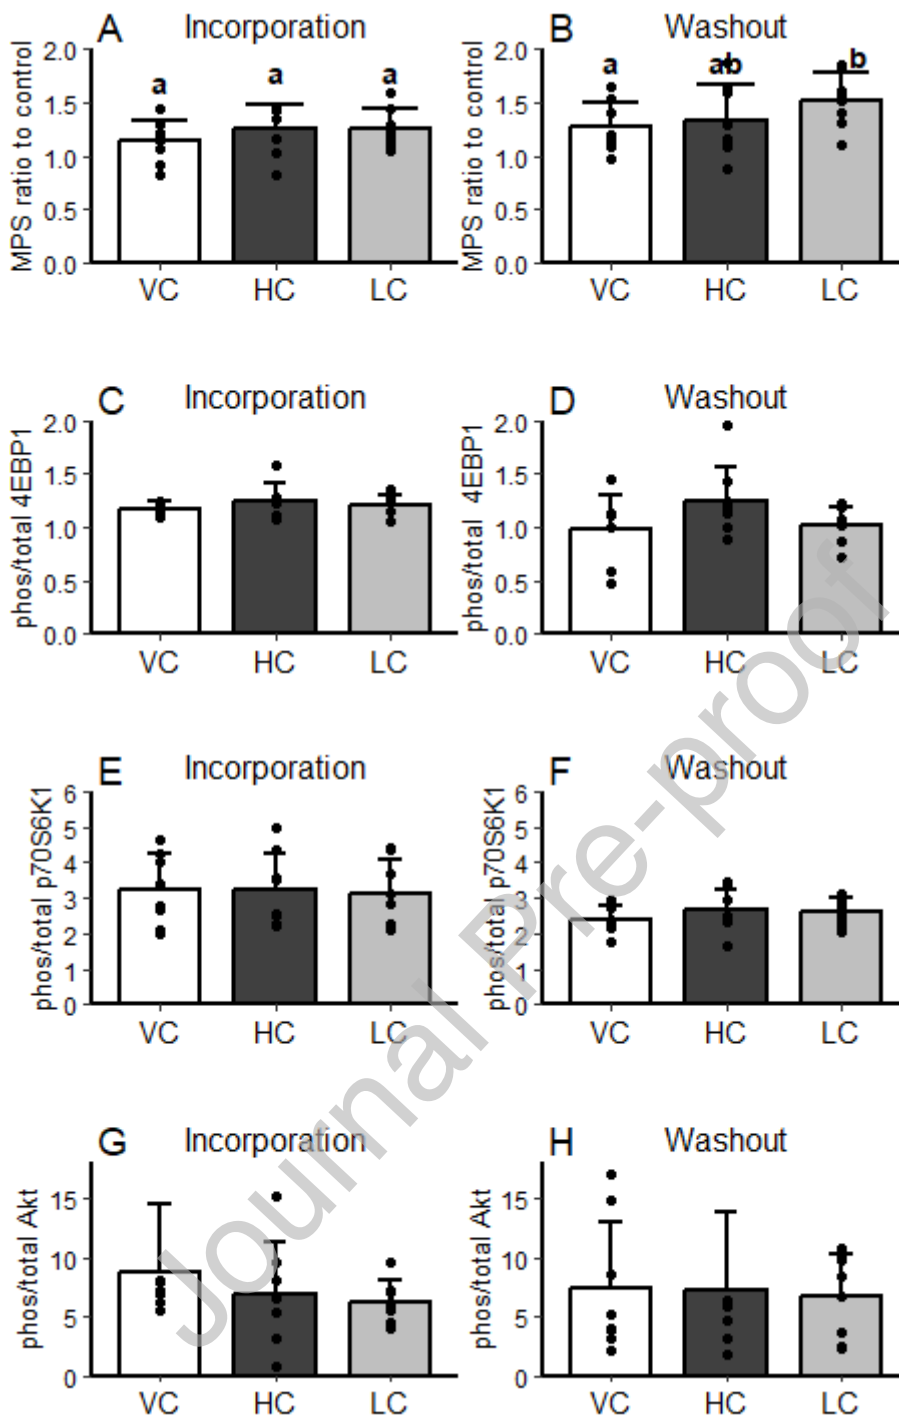 A Incorporation
B Washout
MPS ratio to control
2.0
1.5
1.0
0.5
0.0
a a a
VC HC LC
MPS ratio to control
2.0
1.5
1.0
0.5
0.0
a ab b
VC HC LC
C Incorporation
D Washout
phos/total 4EBP1
2.0
1.5
1.0
0.5
0.0
VC HC LC
phos/total 4EBP1
2.0
1.5
1.0
0.5
0.0
VC HC LC
E Incorporation
F Washout
phos/total p70S6K1
6
5
4
3
2
1
0
VC HC LC
phos/total p70S6K1
6
5
4
3
2
1
0
VC HC LC
G Incorporation
H Washout
phos/total Akt
15
10
5
0
VC HC LC
phos/total Akt
15
10
5
0
VC HC LC
Journal Pre-proof